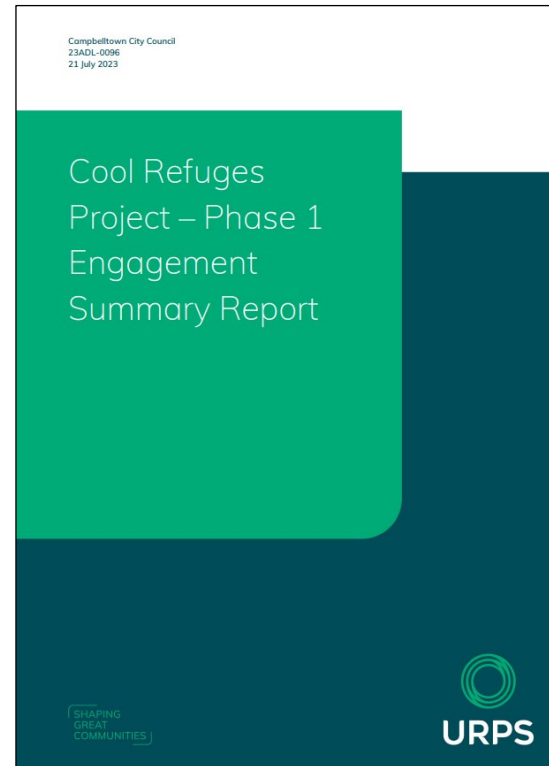 Campbelltown City Council
23ADL-0096
21 July 2023
Cool Refuges
Project – Phase 1
Engagement
Summary Report
SHAPING
GREAT
COMMUNITIES
URPS